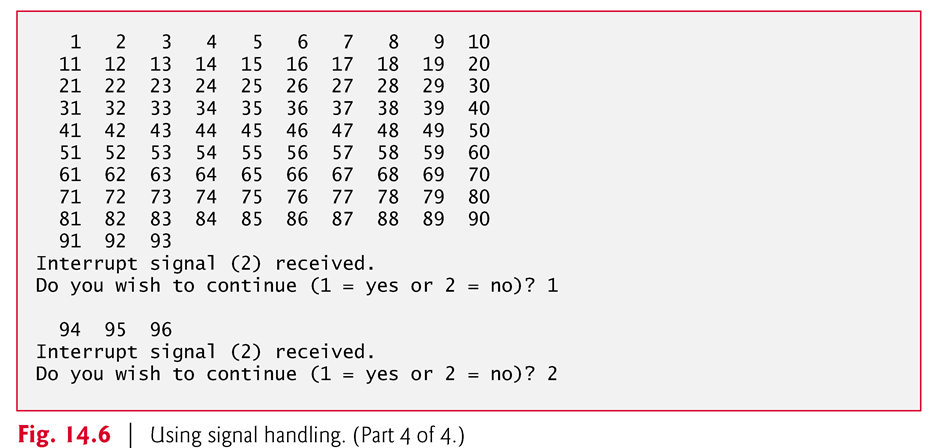 1 2 3 4 5 6 7 8 9 10
11 12 13 14 15 16 17 18 19 20
21 22 23 24 25 26 27 28 29 30
31 32 33 34 35 36 37 38 39 40
41 42 43 44 45 46 47 48 49 50
51 52 53 54 55 56 57 58 59 60
61 62 63 64 65 66 67 68 69 70
71 72 73 74 75 76 77 78 79 80
81 82 83 84 85 86 87 88 89 90
91 92 93
Interrupt signal (2) received.
Do you wish to continue (1 = yes or 2 = no)? 1
94 95 96
Interrupt signal (2) received.
Do you wish to continue (1 = yes or 2 = no)? 2
Fig. 14.6 | Using signal handling. (Part 4 of 4.)